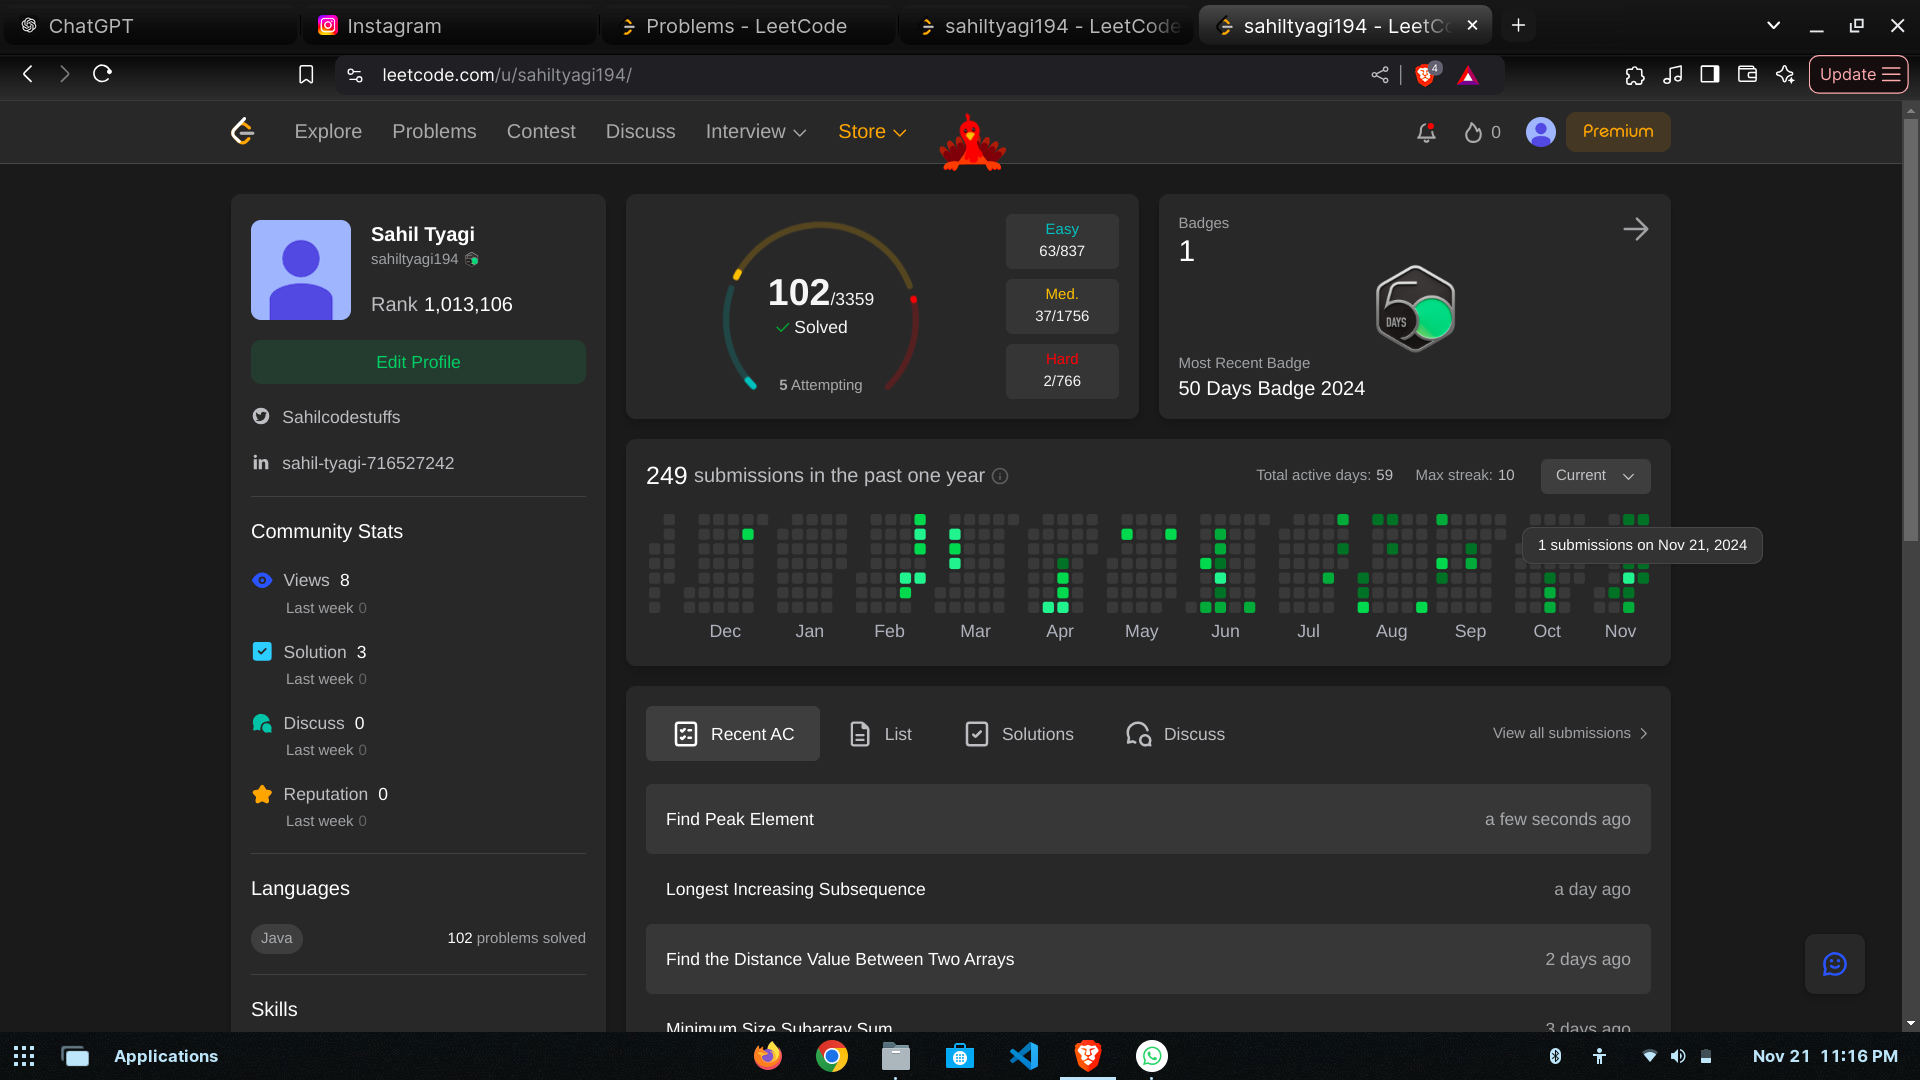 ChatGPT
Instagram
Problems - LeetCode
sahiltyagi194 - LeetCode
sahiltyagi194 - LeetCo
leetcode.com/u/sahiltyagi194/
4
Update
Explore
Problems
Contest
Discuss
Interview
Store
0
Premium
Sahil Tyagi
sahiltyagi194
Rank 1,013,106
Edit Profile
Sahilcodestuffs
sahil-tyagi-716527242
Community Stats
Views 8
Last week 0
Solution 3
Last week 0
Discuss 0
Last week 0
Reputation 0
Last week 0
Languages
Java
102 problems solved
Skills
102/3359
Solved
5 Attempting
Easy
63/837
Med.
37/1756
Hard
2/766
Badges
1
50
DAYS
Most Recent Badge
50 Days Badge 2024
249 submissions in the past one year
Total active days: 59
Max streak: 10
Current
1 submissions on Nov 21, 2024
Dec
Jan
Feb
Mar
Apr
May
Jun
Jul
Aug
Sep
Oct
Nov
Recent AC
List
Solutions
Discuss
View all submissions
Find Peak Element
a few seconds ago
Longest Increasing Subsequence
a day ago
Find the Distance Value Between Two Arrays
2 days ago
Minimum Size Subarray Sum
3 days ago
Applications
Nov 21 11:16 PM